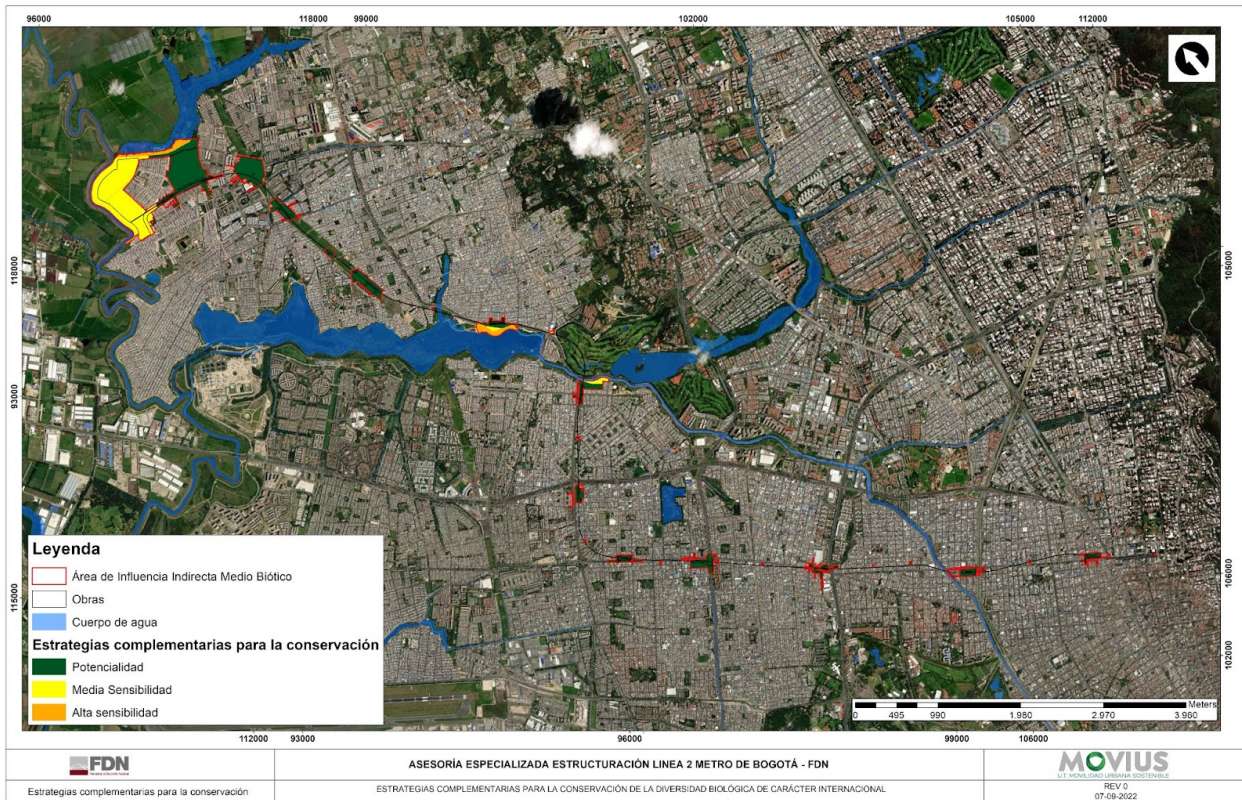 96000 118000 99000 102000 105000 112000
118000
93000
115000
105000
106000
102000
Leyenda
Área de Influencia Indirecta Medio Biótico
Obras
Cuerpo de agua
Estrategias complementarias para la conservación
Potencialidad
Media Sensibilidad
Alta sensibilidad
Meters
0 495 990 1.980 2.970 3.960
112000 93000 96000 99000 106000
FDN
Estrategias complementarias para la conservación
ASESORÍA ESPECIALIZADA ESTRUCTURACIÓN LINEA 2 METRO DE BOGOTÁ - FDN
ESTRATEGIAS COMPLEMENTARIAS PARA LA CONSERVACIÓN DE LA DIVERSIDAD BIOLÓGICA DE CARÁCTER INTERNACIONAL
MOVIUS
U.T. MOVILIDAD URBANA SOSTENIBLE
REV 0
07-09-2022